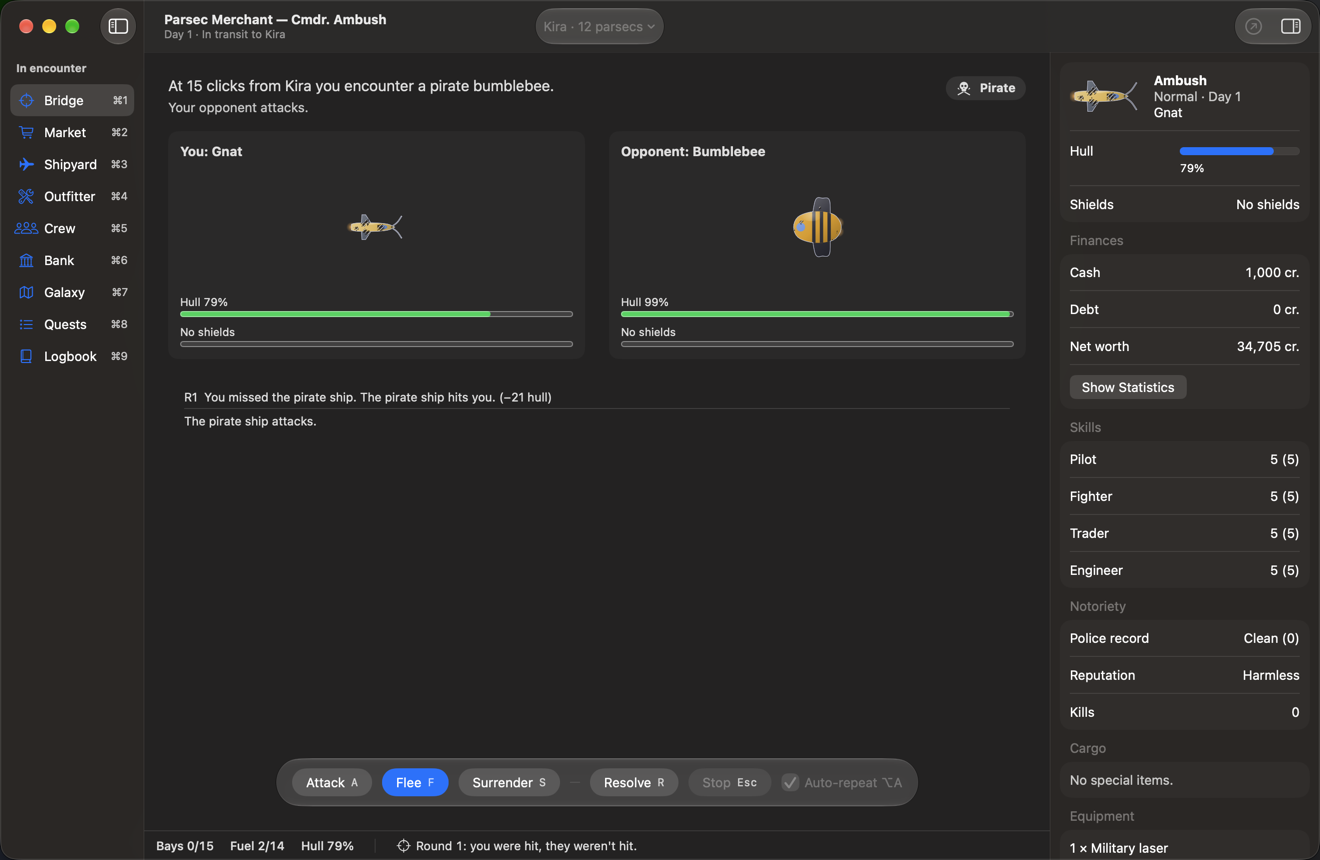 Parsec Merchant — Cmdr. Ambush
Day 1 · In transit to Kira
Kira · 12 parsecs
In encounter
Bridge ⌘1
Market ⌘2
Shipyard ⌘3
Outfitter ⌘4
Crew ⌘5
Bank ⌘6
Galaxy ⌘7
Quests ⌘8
Logbook ⌘9
At 15 clicks from Kira you encounter a pirate bumblebee.
Your opponent attacks.
Pirate
You: Gnat
Hull 79%
No shields
Opponent: Bumblebee
Hull 99%
No shields
R1 You missed the pirate ship. The pirate ship hits you. (−21 hull)
The pirate ship attacks.
Attack A
Flee F
Surrender S
Resolve R
Stop Esc
Auto-repeat ⌥A
Bays 0/15 Fuel 2/14 Hull 79% Round 1: you were hit, they weren't hit.
Ambush
Normal · Day 1
Gnat
Hull
79%
Shields No shields
Finances
Cash 1,000 cr.
Debt 0 cr.
Net worth 34,705 cr.
Show Statistics
Skills
Pilot 5 (5)
Fighter 5 (5)
Trader 5 (5)
Engineer 5 (5)
Notoriety
Police record Clean (0)
Reputation Harmless
Kills 0
Cargo
No special items.
Equipment
1 × Military laser